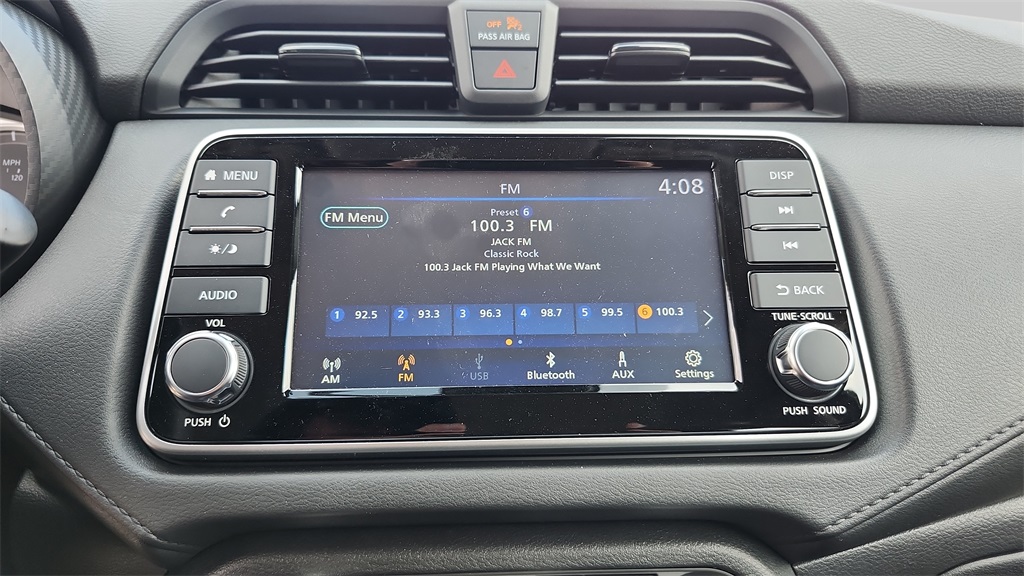 OFF
PASS AIR BAG
MPH
120
MENU
AUDIO
VOL
PUSH
FM
4:08
FM Menu
Preset 6
100.3 FM
JACK FM
Classic Rock
100.3 Jack FM Playing What We Want
1 92.5 2 93.3 3 96.3 4 98.7 5 99.5 6 100.3
AM FM USB Bluetooth AUX Settings
DISP
BACK
TUNE-SCROLL
PUSH SOUND